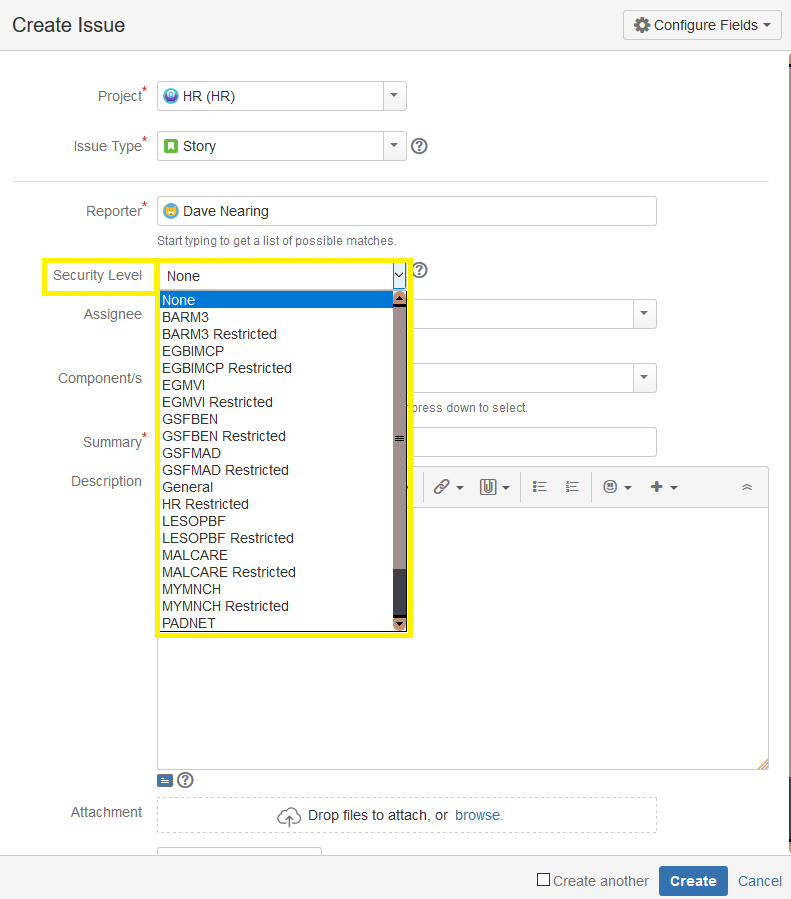 Create Issue
Configure Fields
Project*
HR (HR)
Issue Type*
Story
Reporter*
Dave Nearing
Start typing to get a list of possible matches.
Security Level
None
None
BARM3
BARM3 Restricted
EGBIMCP
EGBIMCP Restricted
EGMVI
EGMVI Restricted
GSFBEN
GSFBEN Restricted
GSFMAD
GSFMAD Restricted
General
HR Restricted
LESOPBF
LESOPBF Restricted
MALCARE
MALCARE Restricted
MYMNCH
MYMNCH Restricted
PADNET
Assignee
Component/s
press down to select.
Summary*
Description
Attachment
Drop files to attach, or browse.
Create another
Create
Cancel